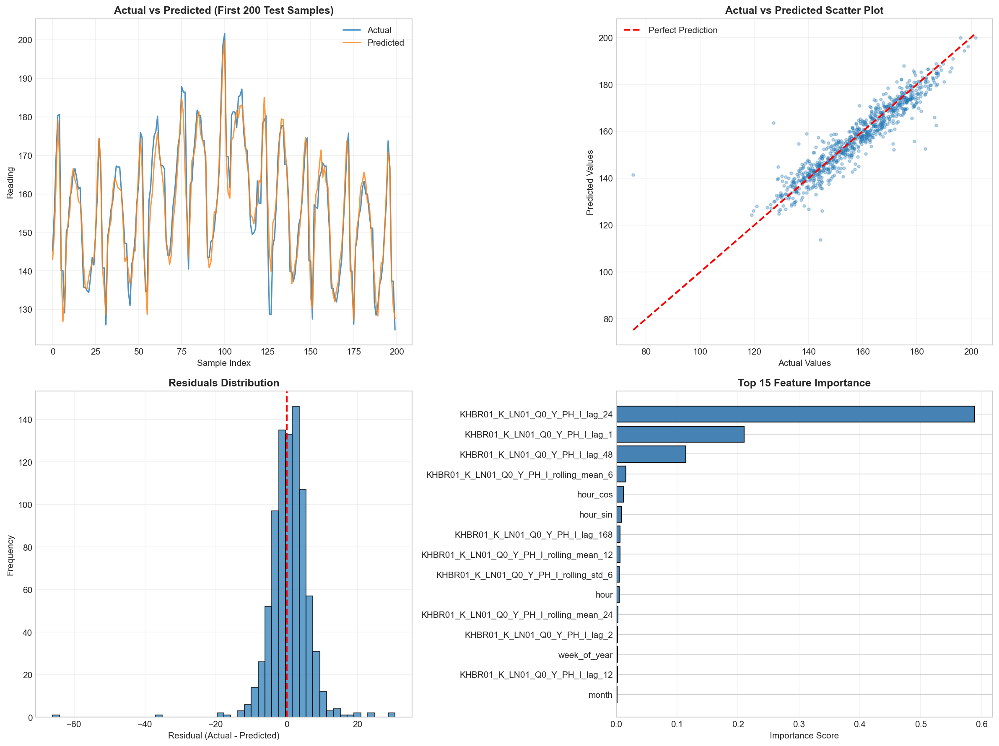 Actual vs Predicted (First 200 Test Samples)
Actual
Predicted
200
190
180
170
160
150
140
130
Reading
0 25 50 75 100 125 150 175 200
Sample Index
Actual vs Predicted Scatter Plot
Perfect Prediction
200
180
160
140
120
100
80
Predicted Values
80 100 120 140 160 180 200
Actual Values
Residuals Distribution
140
120
100
80
60
40
20
0
Frequency
−60 −40 −20 0 20
Residual (Actual - Predicted)
Top 15 Feature Importance
KHBR01_K_LN01_Q0_Y_PH_I_lag_24
KHBR01_K_LN01_Q0_Y_PH_I_lag_1
KHBR01_K_LN01_Q0_Y_PH_I_lag_48
KHBR01_K_LN01_Q0_Y_PH_I_rolling_mean_6
hour_cos
hour_sin
KHBR01_K_LN01_Q0_Y_PH_I_lag_168
KHBR01_K_LN01_Q0_Y_PH_I_rolling_mean_12
KHBR01_K_LN01_Q0_Y_PH_I_rolling_std_6
hour
KHBR01_K_LN01_Q0_Y_PH_I_rolling_mean_24
KHBR01_K_LN01_Q0_Y_PH_I_lag_2
week_of_year
KHBR01_K_LN01_Q0_Y_PH_I_lag_12
month
0.0 0.1 0.2 0.3 0.4 0.5 0.6
Importance Score